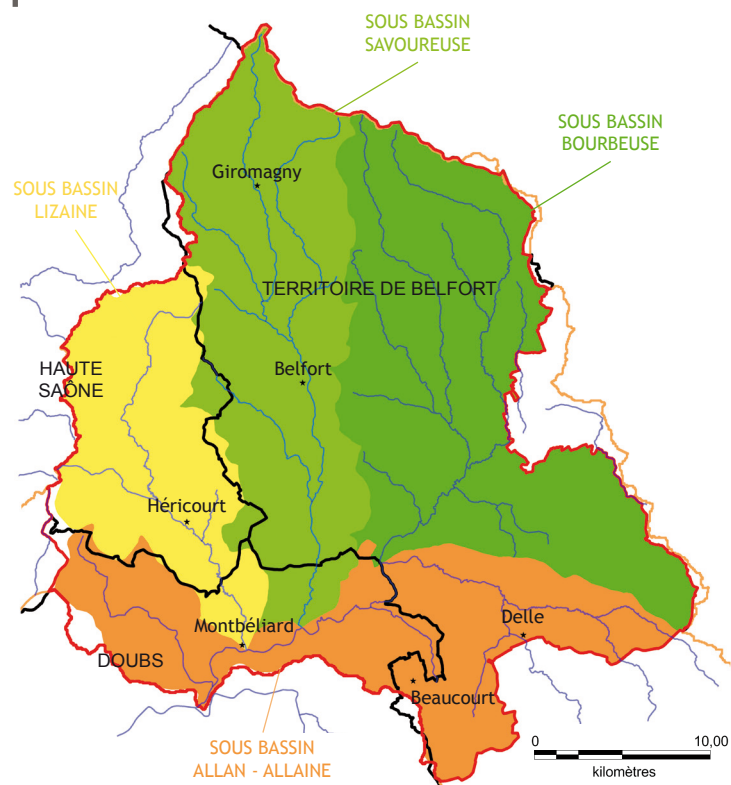 SOUS BASSIN
SAVOUREUSE
SOUS BASSIN
BOURBEUSE
Giromagny
SOUS BASSIN
LIZAINE
TERRITOIRE DE BELFORT
HAUTE
SAÔNE
Belfort
Héricourt
Montbéliard
Delle
DOUBS
Beaucourt
SOUS BASSIN
ALLAN - ALLAINE
0 10,00
kilomètres